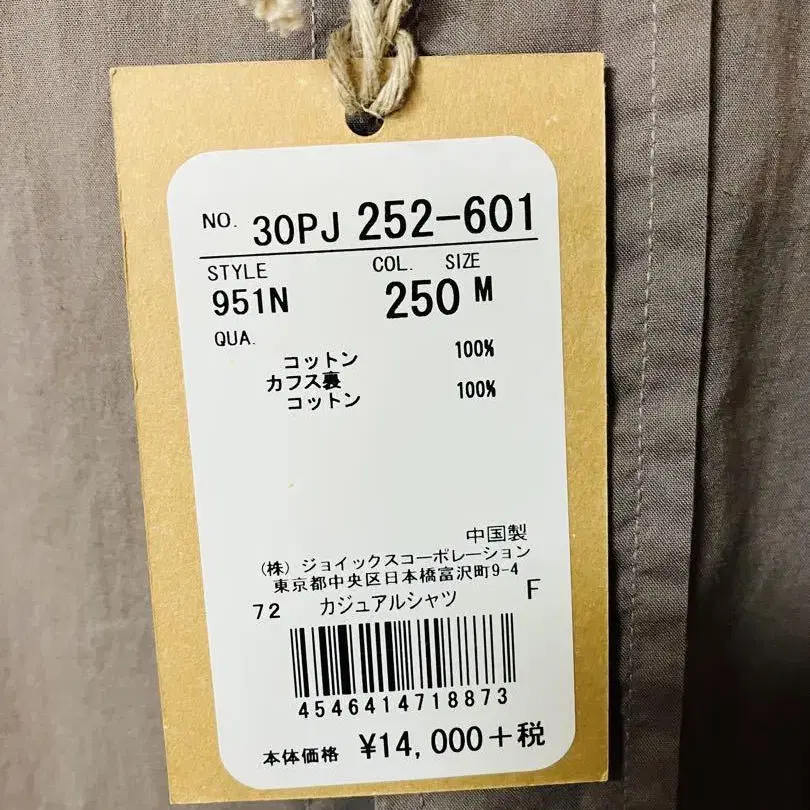 NO. 30PJ 252-601
STYLE COL. SIZE
951N 250 M
QUA.
コットン 100%
カフス裏
コットン 100%
中国製
(株) ジョイックスコーポレーション
東京都中央区日本橋富沢町9-4
72 カジュアルシャツ F
4546414718873
本体価格 ¥14,000+税